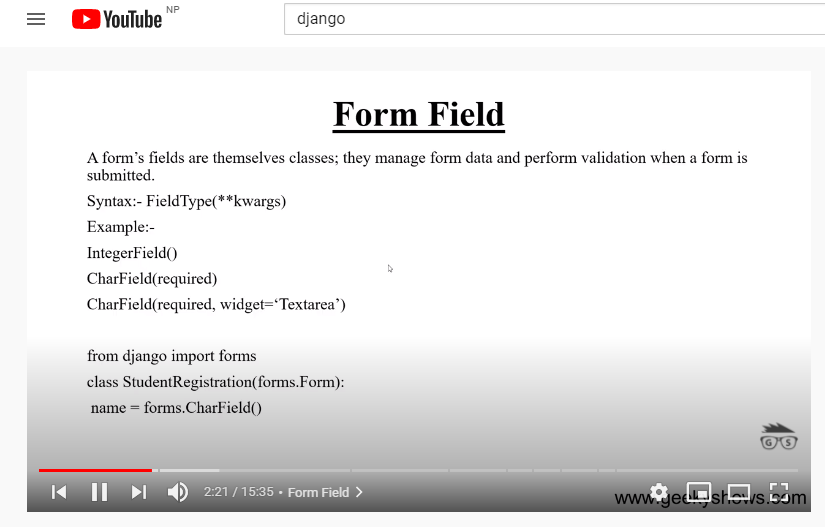 YouTube NP
django
Form Field
A form’s fields are themselves classes; they manage form data and perform validation when a form is
submitted.
Syntax:- FieldType(**kwargs)
Example:-
IntegerField()
CharField(required)
CharField(required, widget=‘Textarea’)
from django import forms
class StudentRegistration(forms.Form):
name = forms.CharField()
G S
2:21 / 15:35 • Form Field
www.geekyshows.com